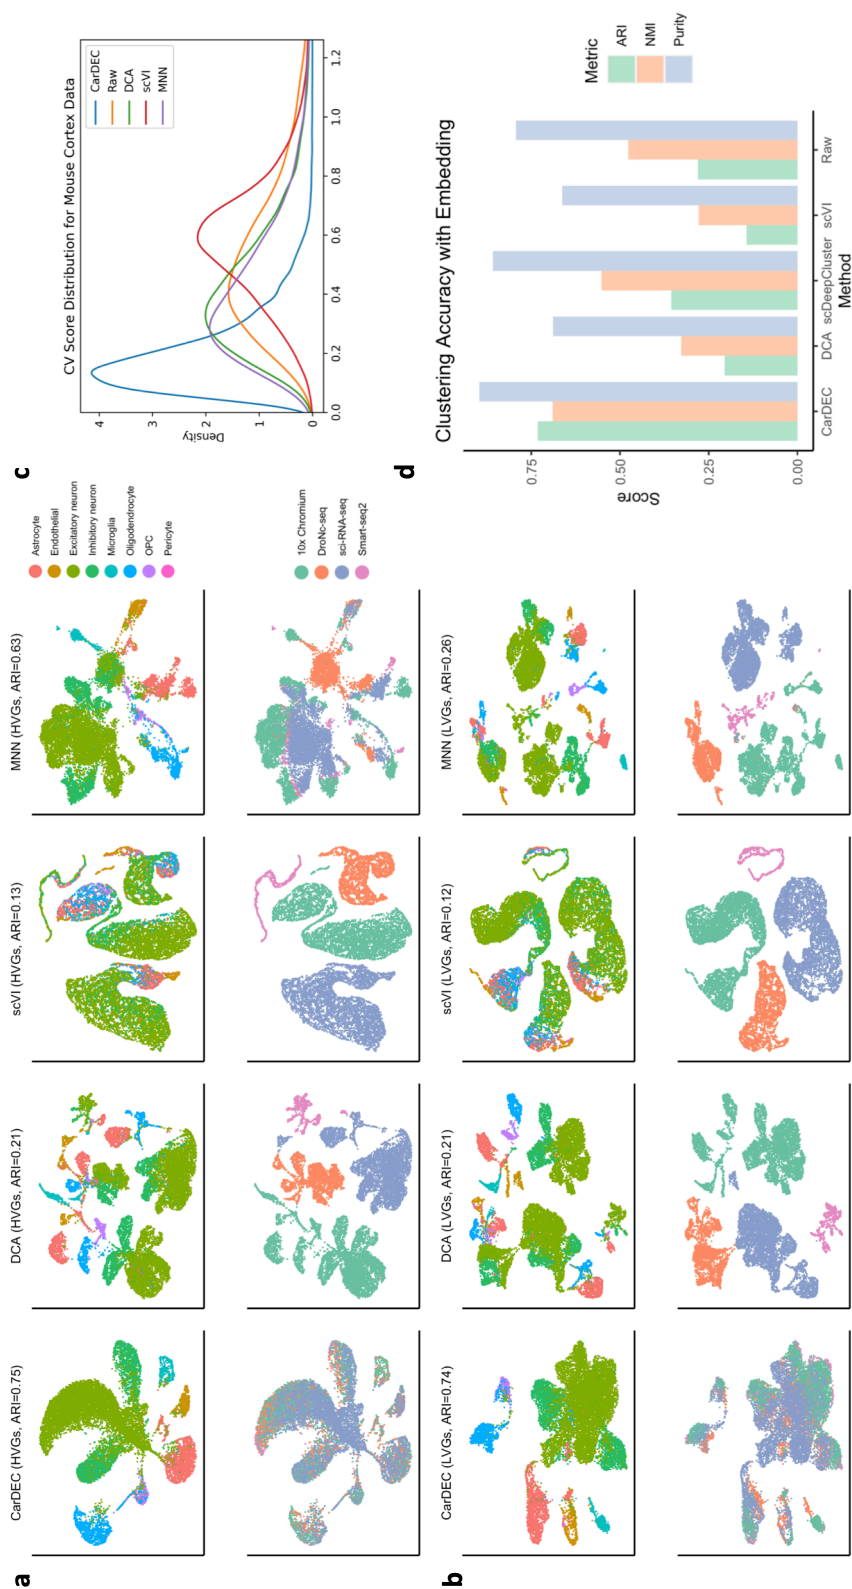 a
CarDEC (HVGs, ARI=0.75)
DCA (HVGs, ARI=0.21)
scVI (HVGs, ARI=0.13)
MNN (HVGs, ARI=0.63)
Astrocyte
Endothelial
Excitatory neuron
Inhibitory neuron
Microglia
Oligodendrocyte
OPC
Pericyte
10x Chromium
DroNc-seq
sci-RNA-seq
Smart-seq2
b
CarDEC (LVGs, ARI=0.74)
DCA (LVGs, ARI=0.21)
scVI (LVGs, ARI=0.12)
MNN (LVGs, ARI=0.26)
c
CV Score Distribution for Mouse Cortex Data
CarDEC
Raw
DCA
scVI
MNN
Density
4
3
2
1
0
0.0 0.2 0.4 0.6 0.8 1.0 1.2
d
Clustering Accuracy with Embedding
Score
0.75
0.50
0.25
0.00
CarDEC DCA scDeepCluster scVI Raw
Method
Metric
ARI
NMI
Purity